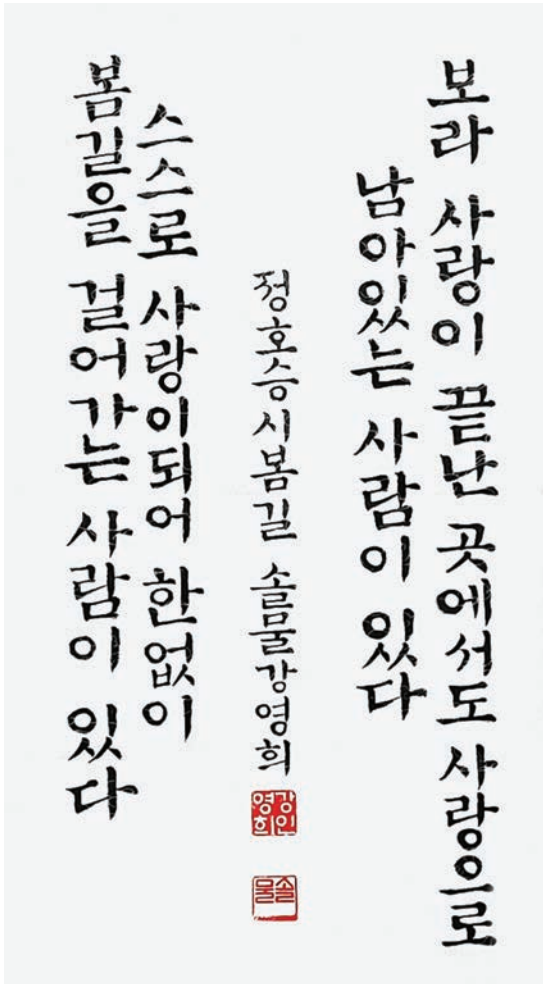 보라 사랑이 끝난 곳에서도 사랑으로
남아있는 사람이 있다
정호승시봄길 솔물강영희
강인
영희
솔물
스스로 사랑이되어 한없이
봄길을 걸어가는 사람이 있다